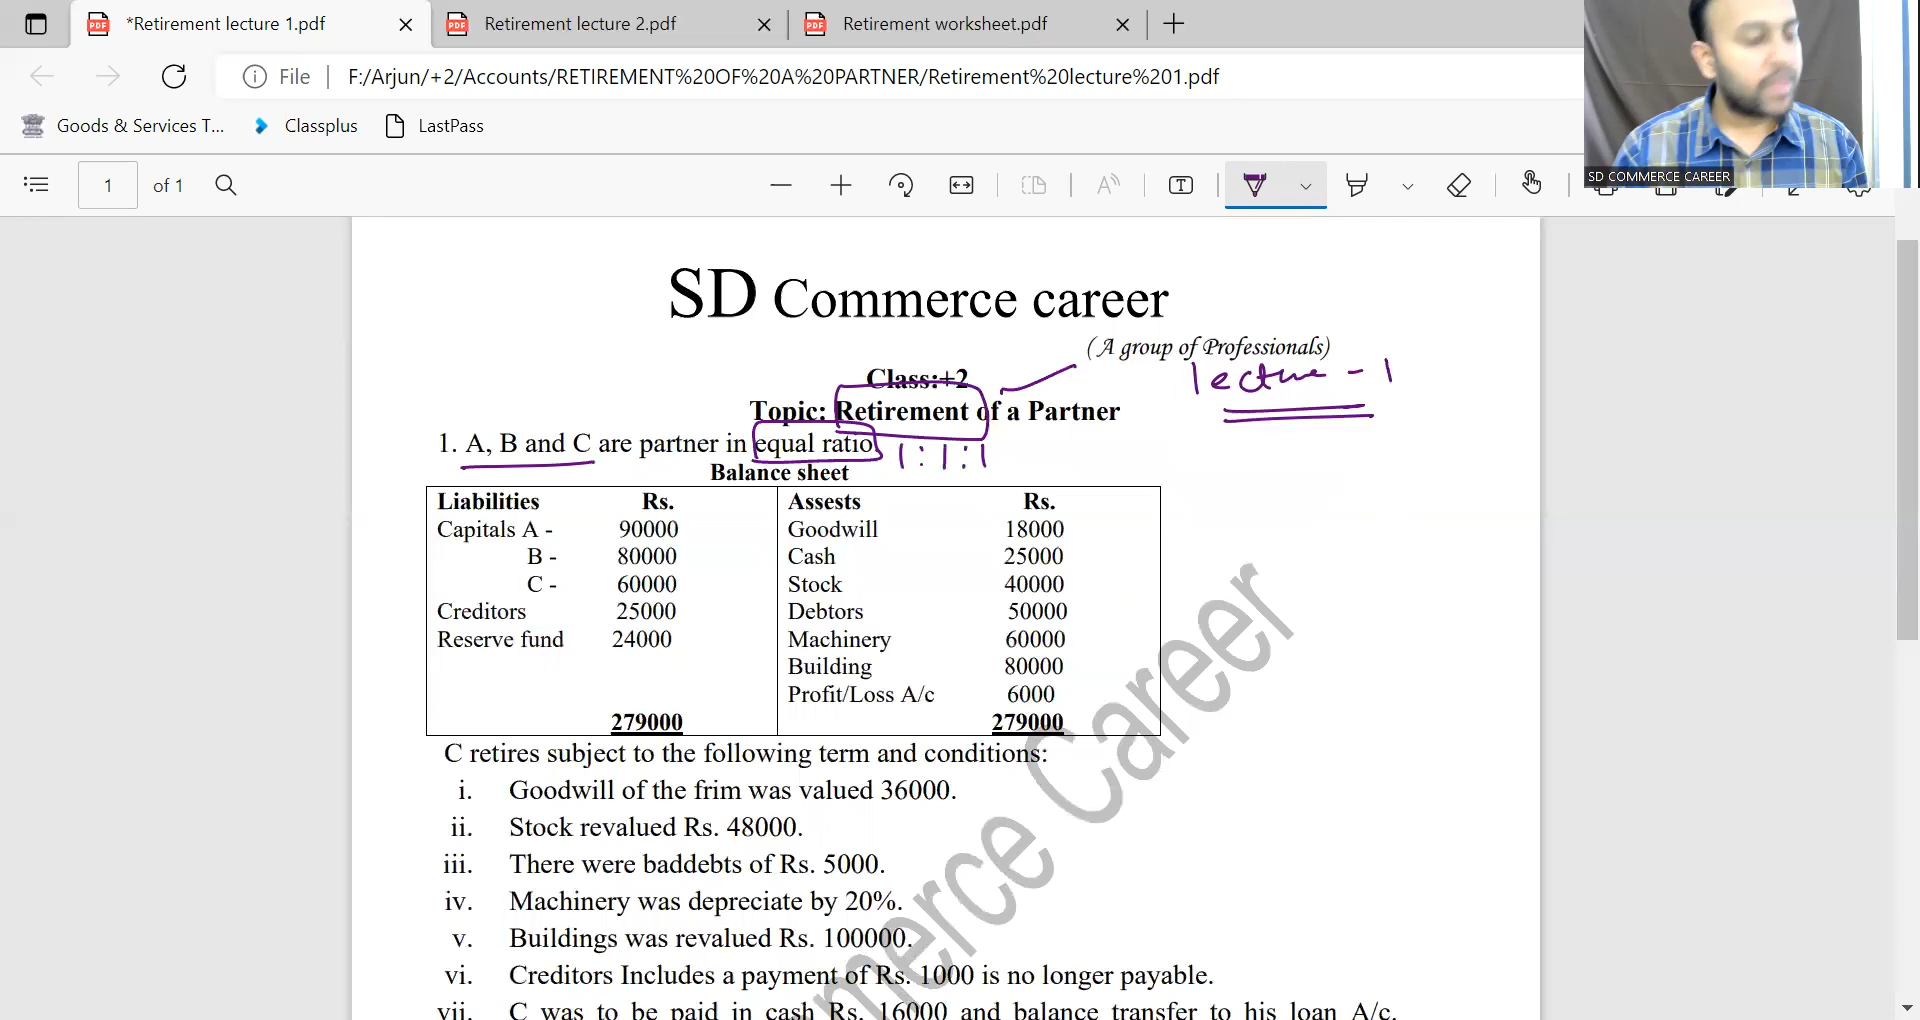 *Retirement lecture 1.pdf
Retirement lecture 2.pdf
Retirement worksheet.pdf
File
F:/Arjun/+2/Accounts/RETIREMENT%20OF%20A%20PARTNER/Retirement%20lecture%201.pdf
Goods & Services T...
Classplus
LastPass
1 of 1
SD COMMERCE CAREER
SD Commerce career
(A group of Professionals)
lecture - 1
Class:+2
Topic: Retirement of a Partner
1. A, B and C are partner in equal ratio
1 : 1 : 1
Balance sheet
Liabilities Rs. Assests Rs.
Capitals A - 90000 Goodwill 18000
B - 80000 Cash 25000
C - 60000 Stock 40000
Creditors 25000 Debtors 50000
Reserve fund 24000 Machinery 60000
Building 80000
Profit/Loss A/c 6000
279000 279000
C retires subject to the following term and conditions:
i. Goodwill of the frim was valued 36000.
ii. Stock revalued Rs. 48000.
iii. There were baddebts of Rs. 5000.
iv. Machinery was depreciate by 20%.
v. Buildings was revalued Rs. 100000.
vi. Creditors Includes a payment of Rs. 1000 is no longer payable.
vii. C was to be paid in cash Rs. 16000 and balance transfer to his loan A/c.
merce Career